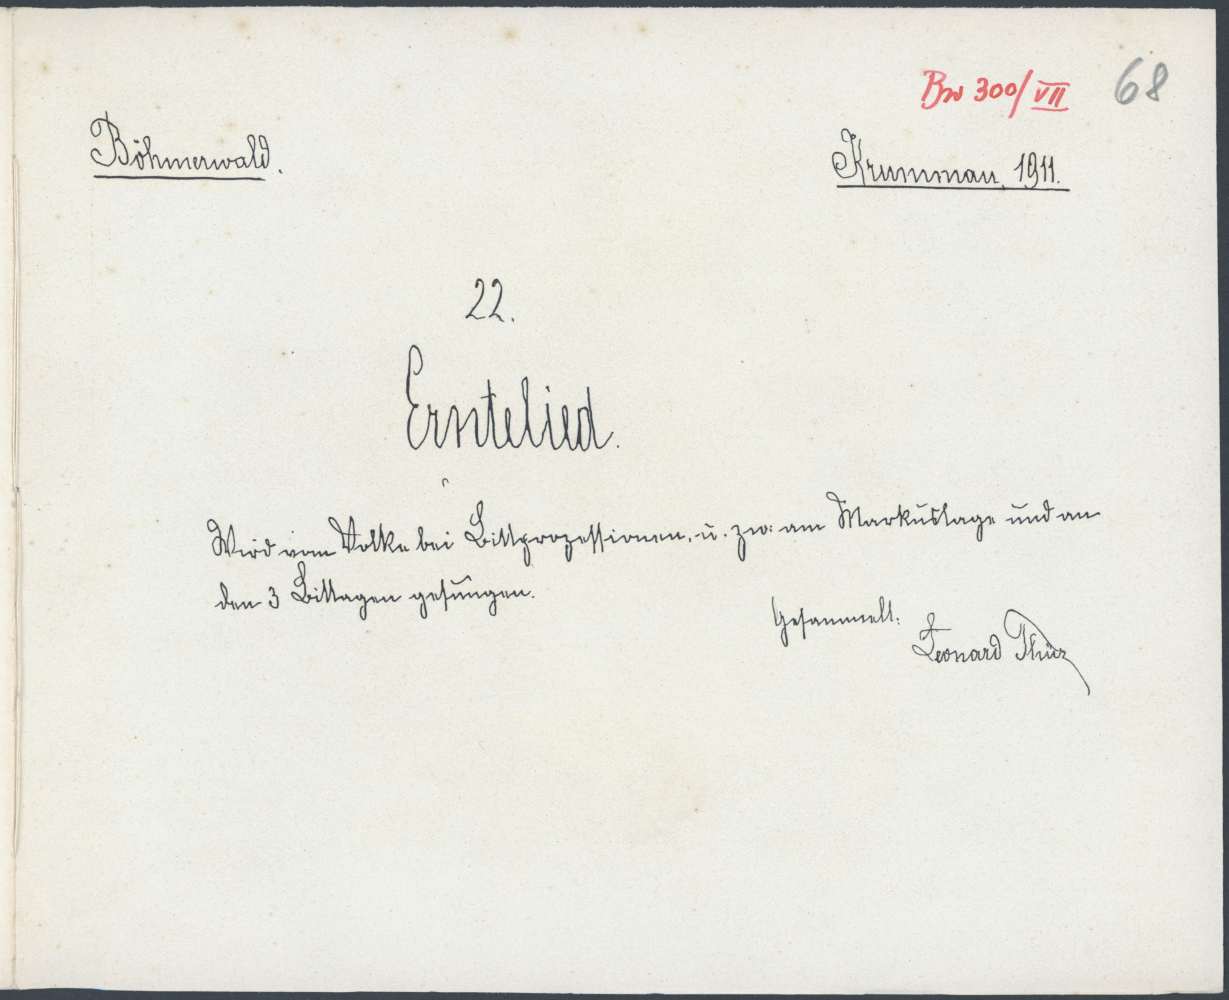 Bw 300/VII 68
Böhmerwald.
Krummau, 1911.
22.
Erntelied.
Wird vom Volke bei Bittprozessionen, u. zw: am Markustage und an
den 3 Bittagen gesungen.
Gesammelt:
Leonard Thür